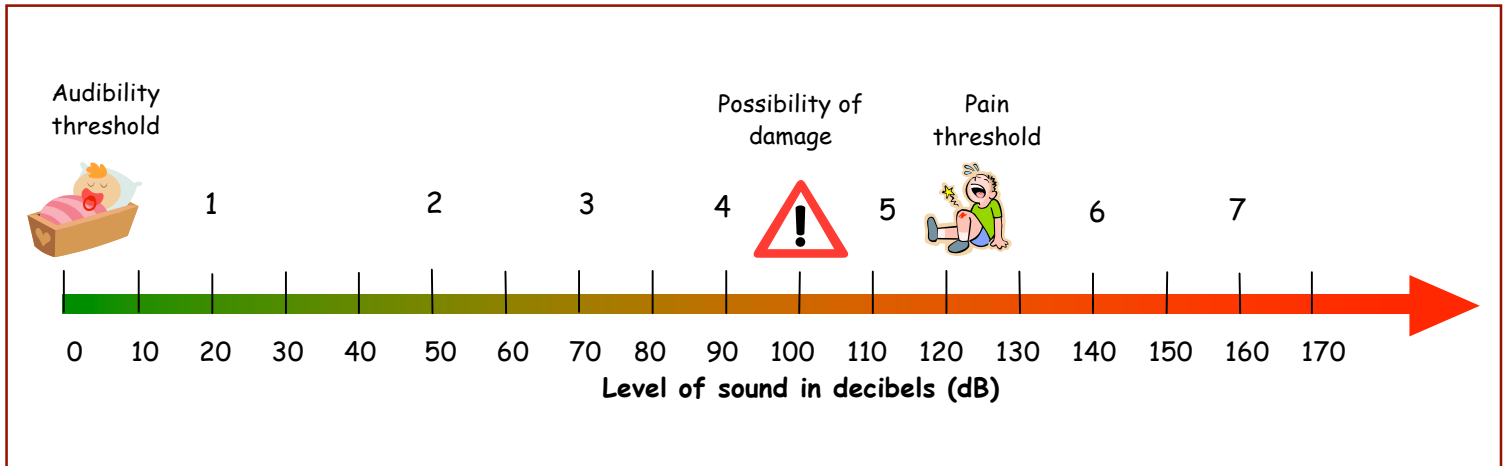 Audibility
threshold
Possibility of
damage
Pain
threshold
1 2 3 4 5 6 7
!
0 10 20 30 40 50 60 70 80 90 100 110 120 130 140 150 160 170
Level of sound in decibels (dB)